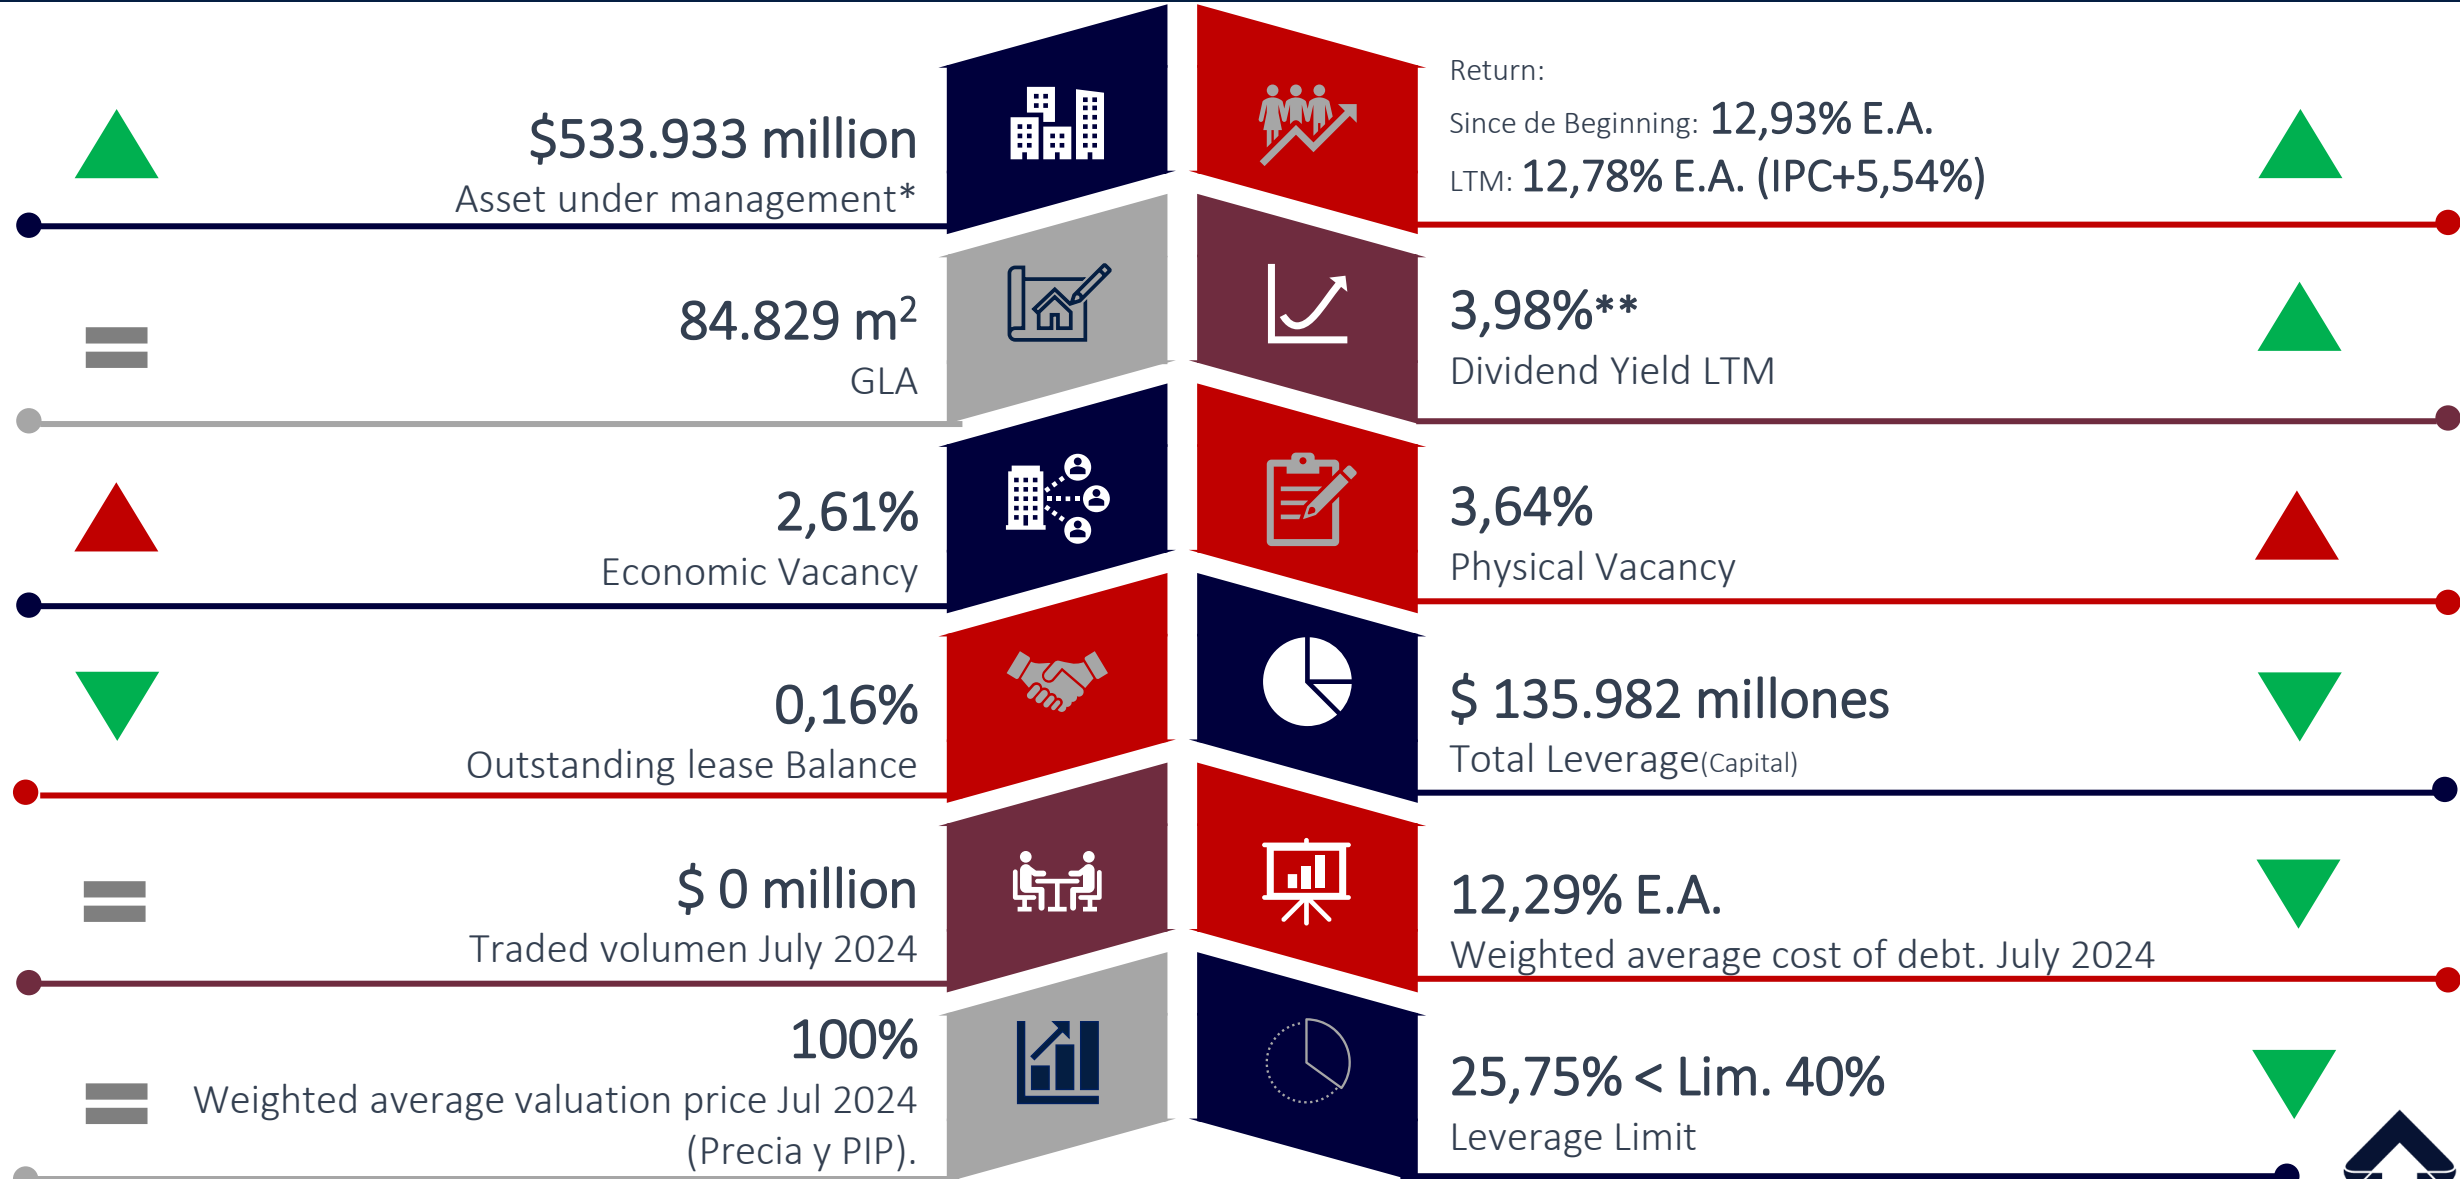 $533.933 million
Asset under management*
84.829 m²
GLA
2,61%
Economic Vacancy
0,16%
Outstanding lease Balance
$ 0 million
Traded volumen July 2024
100%
Weighted average valuation price Jul 2024
(Precia y PIP).
Return:
Since de Beginning: 12,93% E.A.
LTM: 12,78% E.A. (IPC+5,54%)
3,98%**
Dividend Yield LTM
3,64%
Physical Vacancy
$ 135.982 millones
Total Leverage(Capital)
12,29% E.A.
Weighted average cost of debt. July 2024
25,75% < Lim. 40%
Leverage Limit